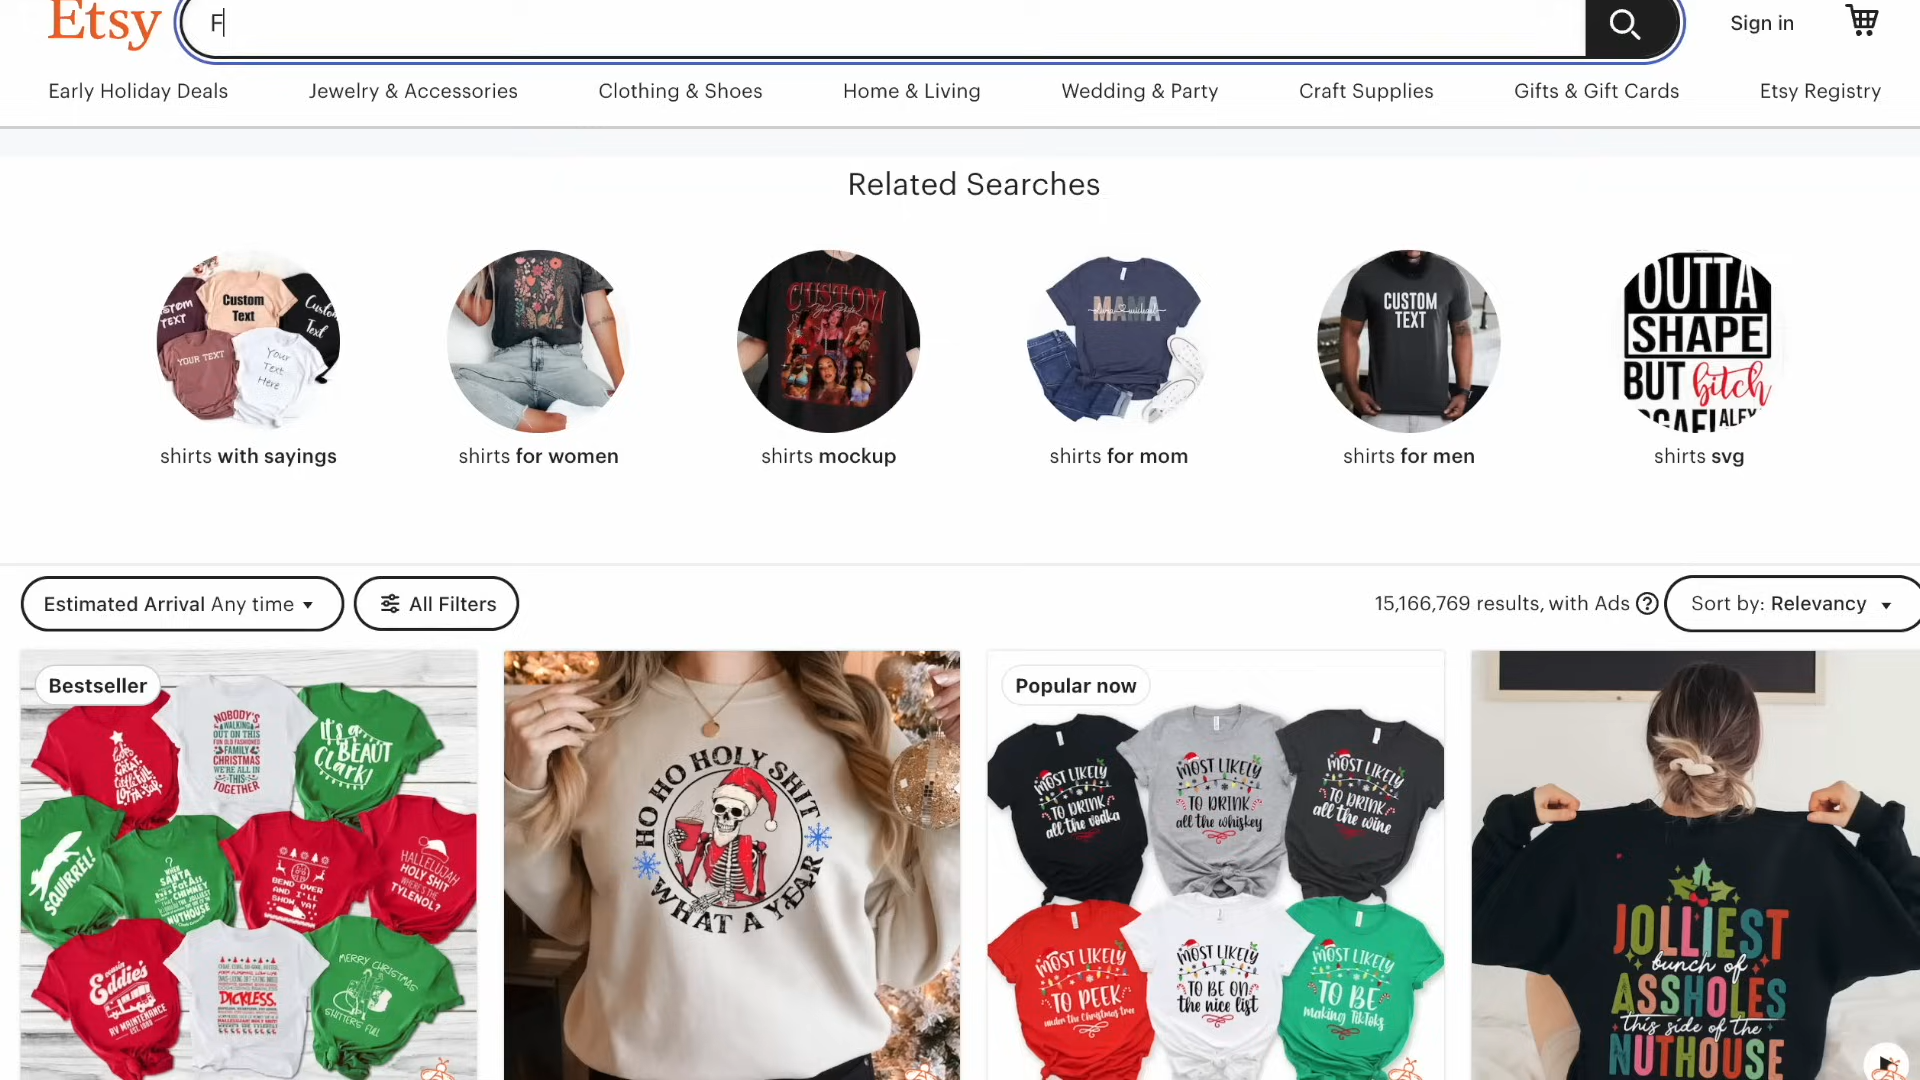 Etsy
F
Sign in
Early Holiday Deals
Jewelry & Accessories
Clothing & Shoes
Home & Living
Wedding & Party
Craft Supplies
Gifts & Gift Cards
Etsy Registry
Related Searches
Custom
Text
YOUR TEXT
Your
Text
Here
Custom
Text
CUSTOM
MAMA
CUSTOM
TEXT
OUTTA
SHAPE
BUT bitch
shirts with sayings
shirts for women
shirts mockup
shirts for mom
shirts for men
shirts svg
Estimated Arrival Any time
All Filters
15,166,769 results, with Ads
?
Sort by: Relevancy
Bestseller
NOBODY'S
WALKING
OUT ON THIS
FUN OLD FASHIONED
FAMILY
CHRISTMAS
WE'RE ALL IN
THIS
TOGETHER
It's a
BEAUT
Clark!
SQUIRREL!
BEND OVER
AND I'LL
SHOW YA!
HALLELUJAH
HOLY SHIT
WHERE'S THE
TYLENOL?
cousin
Eddie's
RV MAINTENANCE
EST. 1989
DICKLESS,
MERRY CHRISTMAS
SHITTER'S FULL
HO HO HOLY SHIT
WHAT A YEAR
Popular now
MOST LIKELY
TO DRINK
all the vodka
MOST LIKELY
TO DRINK
all the whiskey
MOST LIKELY
TO DRINK
all the wine
MOST LIKELY
TO PEEK
under the Christmas tree
MOST LIKELY
TO BE ON
the nice list
MOST LIKELY
TO BE
making TikToks
JOLLIEST
bunch of
ASSHOLES
this side of the
NUTHOUSE